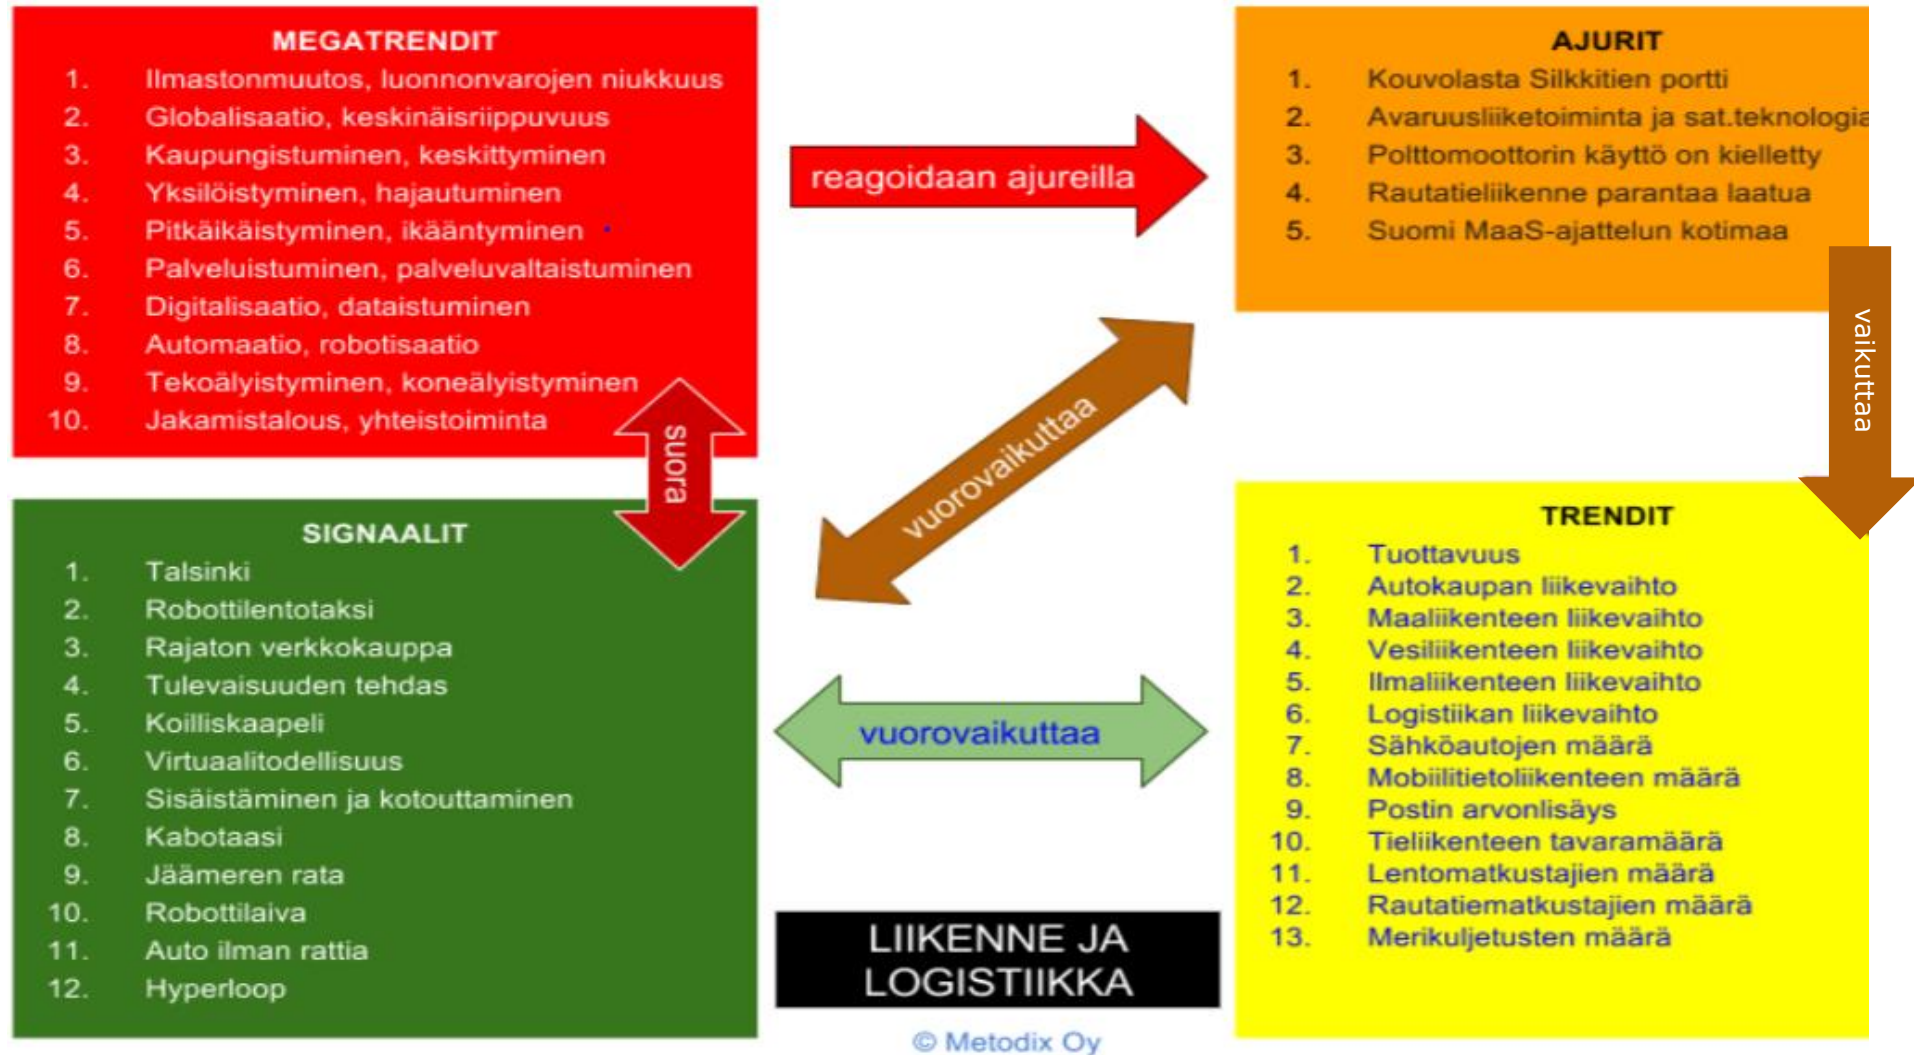 MEGATRENDIT
1. Ilmastonmuutos, luonnonvarojen niukkuus
2. Globalisaatio, keskinäisriippuvuus
3. Kaupungistuminen, keskittyminen
4. Yksilöistyminen, hajautuminen
5. Pitkäikäistyminen, ikääntyminen
6. Palveluistuminen, palveluvaltaistuminen
7. Digitalisaatio, dataistuminen
8. Automaatio, robotisaatio
9. Tekoälyistyminen, koneälyistyminen
10. Jakamistalous, yhteistoiminta
reagoidaan ajureilla
AJURIT
1. Kouvolasta Silkkitien portti
2. Avaruusliiketoiminta ja sat.teknologia
3. Polttomoottorin käyttö on kielletty
4. Rautatieliikenne parantaa laatua
5. Suomi MaaS-ajattelun kotimaa
vaikuttaa
suora
vuorovaikuttaa
SIGNAALIT
1. Talsinki
2. Robottilentotaksi
3. Rajaton verkkokauppa
4. Tulevaisuuden tehdas
5. Koilliskaapeli
6. Virtuaalitodellisuus
7. Sisäistäminen ja kotouttaminen
8. Kabotaasi
9. Jäämeren rata
10. Robottilaiva
11. Auto ilman rattia
12. Hyperloop
vuorovaikuttaa
TRENDIT
1. Tuottavuus
2. Autokaupan liikevaihto
3. Maaliikenteen liikevaihto
4. Vesiliikenteen liikevaihto
5. Ilmaliikenteen liikevaihto
6. Logistiikan liikevaihto
7. Sähköautojen määrä
8. Mobiilitietoliikenteen määrä
9. Postin arvonlisäys
10. Tieliikenteen tavaramäärä
11. Lentomatkustajien määrä
12. Rautatiematkustajien määrä
13. Merikuljetusten määrä
LIIKENNE JA
LOGISTIIKKA
© Metodix Oy